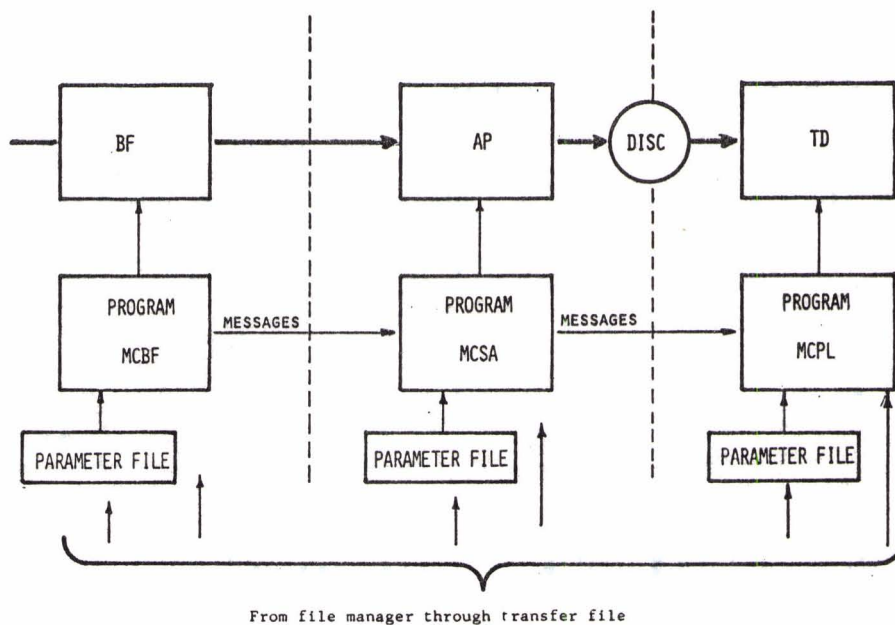 BF
AP
DISC
TD
PROGRAM
MCBF
MESSAGES
PROGRAM
MCSA
MESSAGES
PROGRAM
MCPL
PARAMETER FILE
PARAMETER FILE
PARAMETER FILE
From file manager through transfer file